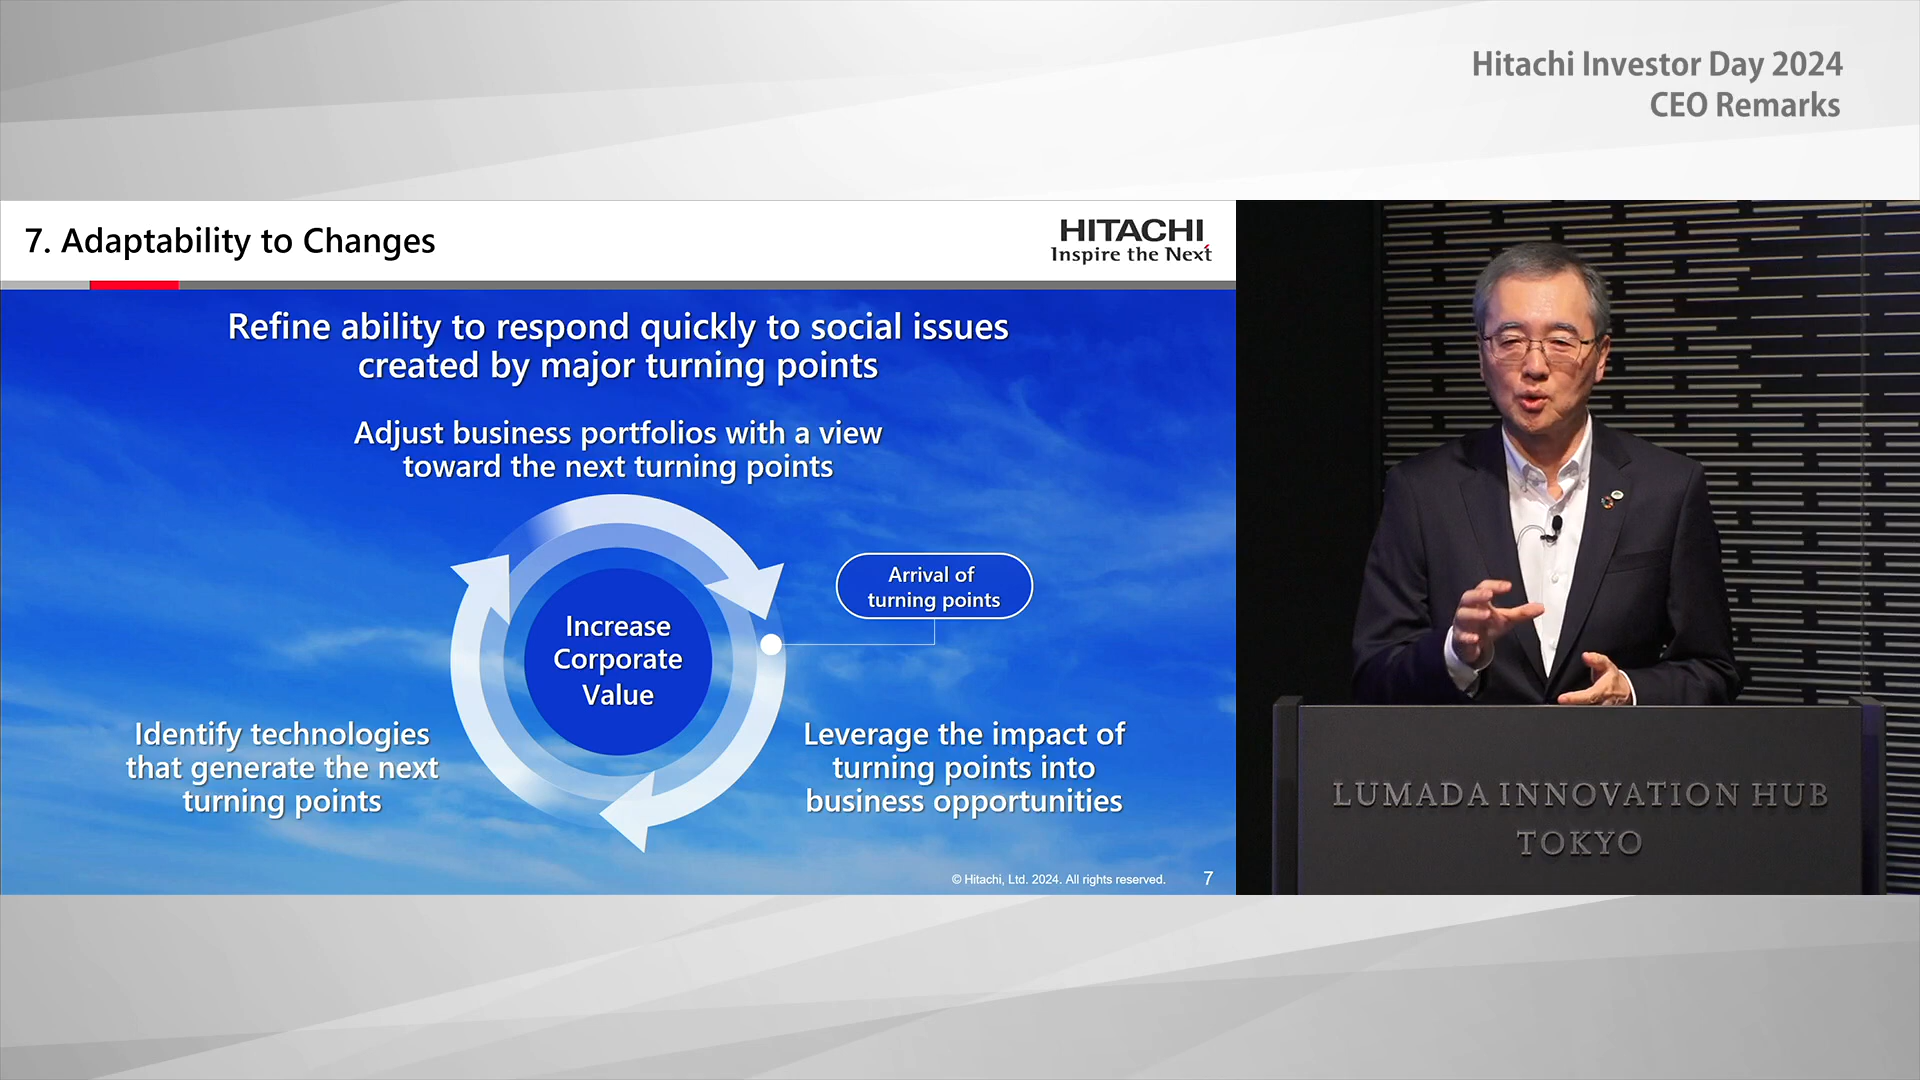 Hitachi Investor Day 2024
CEO Remarks
7. Adaptability to Changes
HITACHI
Inspire the Next
Refine ability to respond quickly to social issues
created by major turning points
Adjust business portfolios with a view
toward the next turning points
Arrival of
turning points
Increase
Corporate
Value
Identify technologies
that generate the next
turning points
Leverage the impact of
turning points into
business opportunities
© Hitachi, Ltd. 2024. All rights reserved.
7
LUMADA INNOVATION HUB
TOKYO